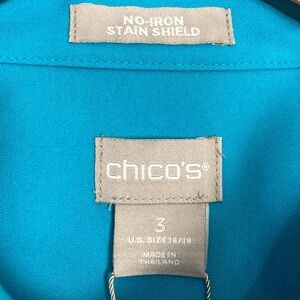 NO-IRON
STAIN SHIELD
chico's®
3
U.S. SIZE 16/18
MADE IN
THAILAND